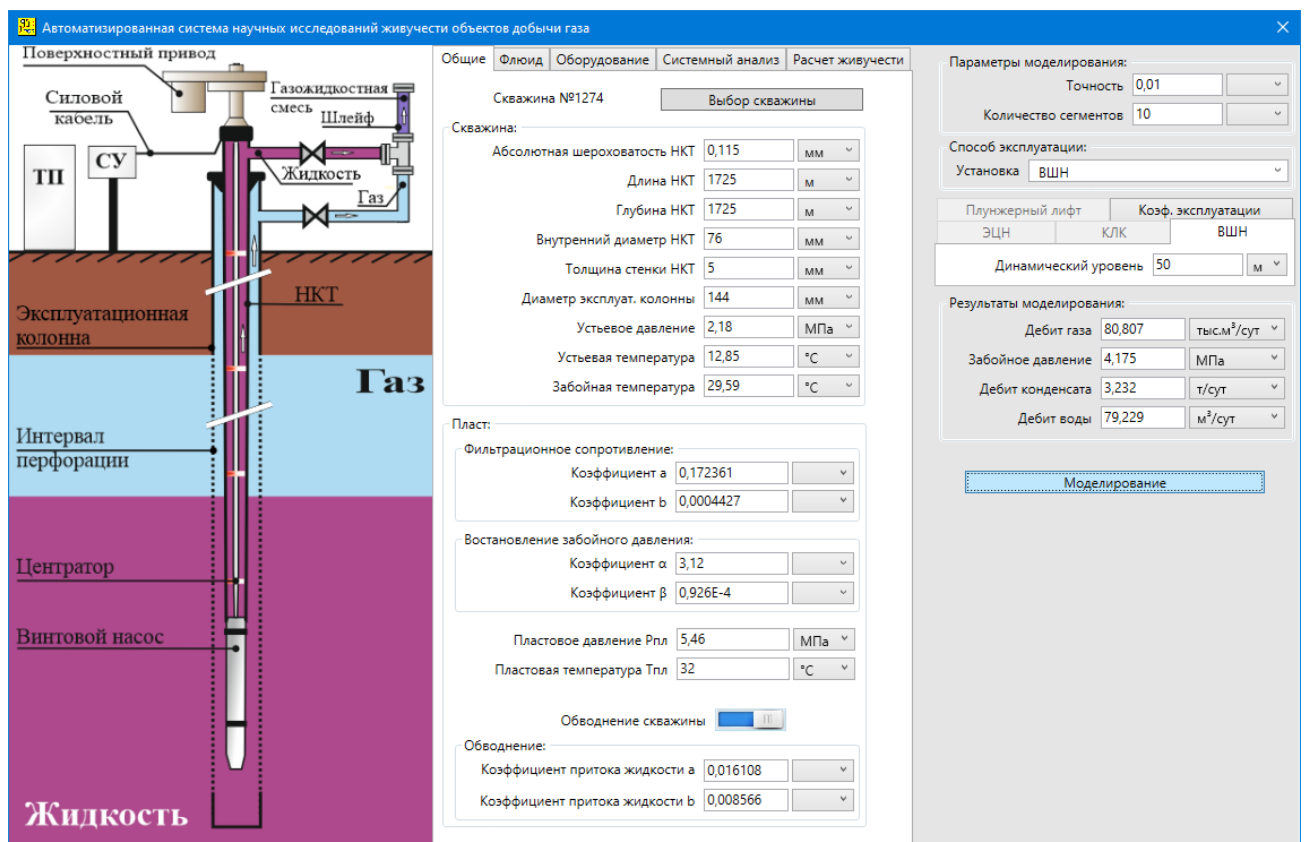 Автоматизированная система научных исследований живучести объектов добычи газа
Поверхностный привод
Силовой
кабель
Газожидкостная
смесь
Шлейф
ТП
СУ
Жидкость
Газ
НКТ
Эксплуатационная
колонна
Газ
Интервал
перфорации
Центратор
Винтовой насос
Жидкость
Общие Флюид Оборудование Системный анализ Расчет живучести
Скважина №1274 Выбор скважины
Скважина:
Абсолютная шероховатость НКТ 0,115 мм
Длина НКТ 1725 м
Глубина НКТ 1725 м
Внутренний диаметр НКТ 76 мм
Толщина стенки НКТ 5 мм
Диаметр эксплуат. колонны 144 мм
Устьевое давление 2,18 МПа
Устьевая температура 12,85 °C
Забойная температура 29,59 °C
Пласт:
Фильтрационное сопротивление:
Коэффициент a 0,172361
Коэффициент b 0,0004427
Востановление забойного давления:
Коэффициент α 3,12
Коэффициент β 0,926E-4
Пластовое давление Рпл 5,46 МПа
Пластовая температура Тпл 32 °C
Обводнение скважины
Обводнение:
Коэффициент притока жидкости a 0,016108
Коэффициент притока жидкости b 0,008566
Параметры моделирования:
Точность 0,01
Количество сегментов 10
Способ эксплуатации:
Установка ВШН
Плунжерный лифт Коэф. эксплуатации
ЭЦН КЛК ВШН
Динамический уровень 50 м
Результаты моделирования:
Дебит газа 80,807 тыс.м³/сут
Забойное давление 4,175 МПа
Дебит конденсата 3,232 т/сут
Дебит воды 79,229 м³/сут
Моделирование